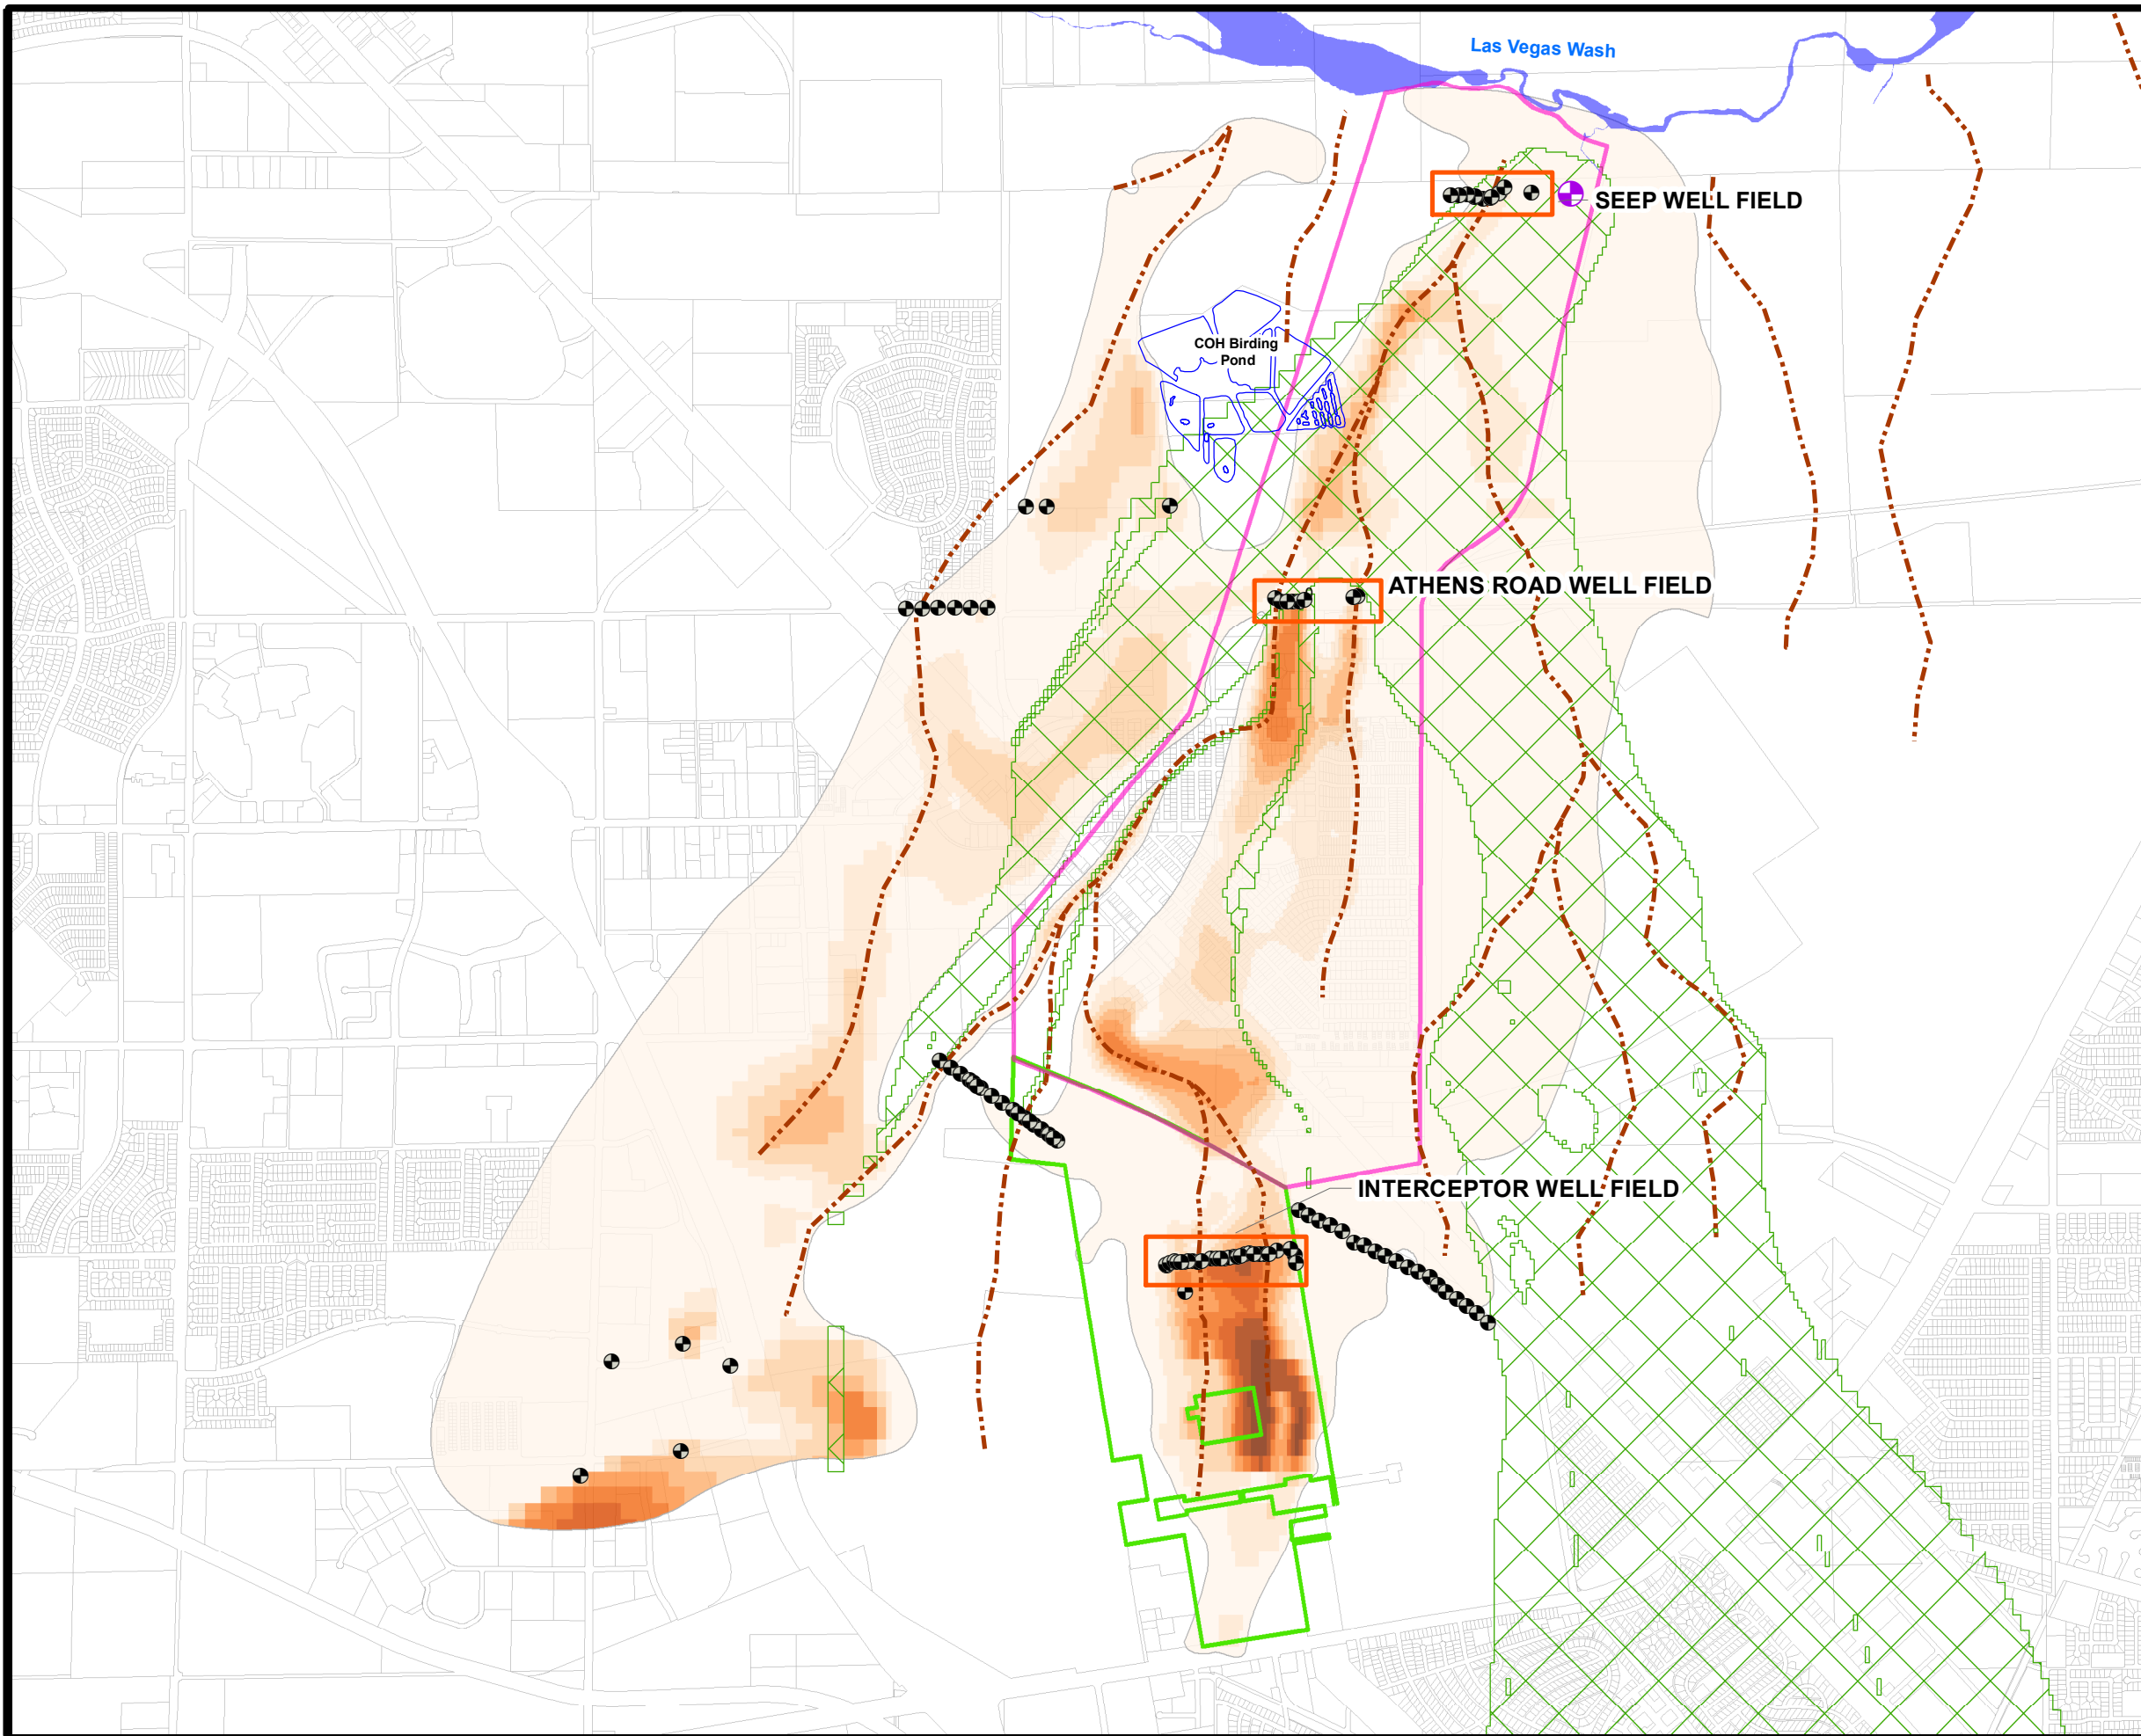 Las Vegas Wash
SEEP WELL FIELD
COH Birding
Pond
ATHENS ROAD WELL FIELD
INTERCEPTOR WELL FIELD